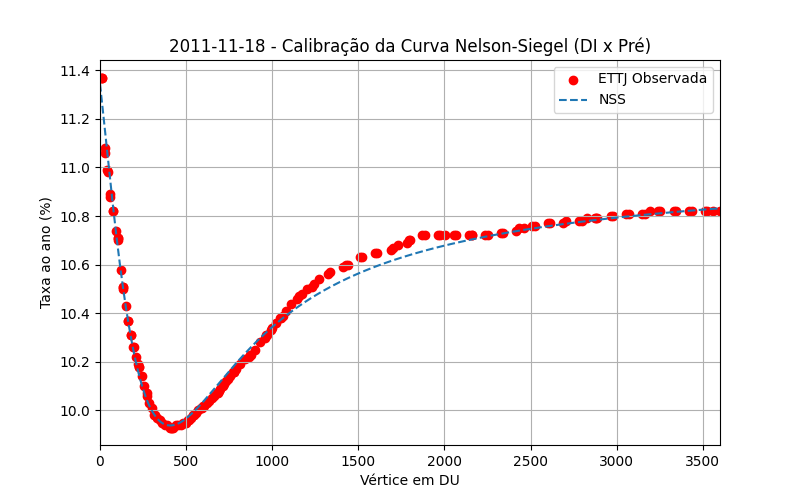 2011-11-18 - Calibração da Curva Nelson-Siegel (DI x Pré)
ETTJ Observada
NSS
Taxa ao ano (%)
11.4
11.2
11.0
10.8
10.6
10.4
10.2
10.0
0 500 1000 1500 2000 2500 3000 3500
Vértice em DU